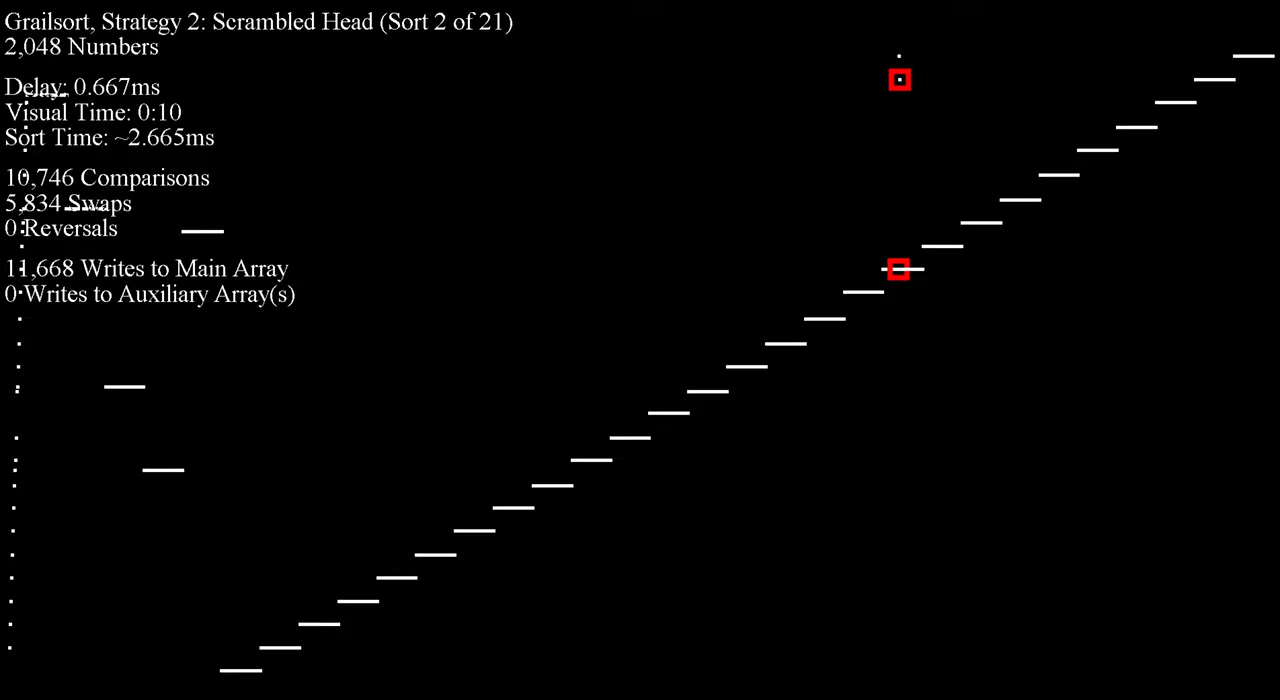 Grailsort, Strategy 2: Scrambled Head (Sort 2 of 21)
2,048 Numbers
Delay: 0.667ms
Visual Time: 0:10
Sort Time: ~2.665ms
10,746 Comparisons
5,834 Swaps
0 Reversals
11,668 Writes to Main Array
0 Writes to Auxiliary Array(s)